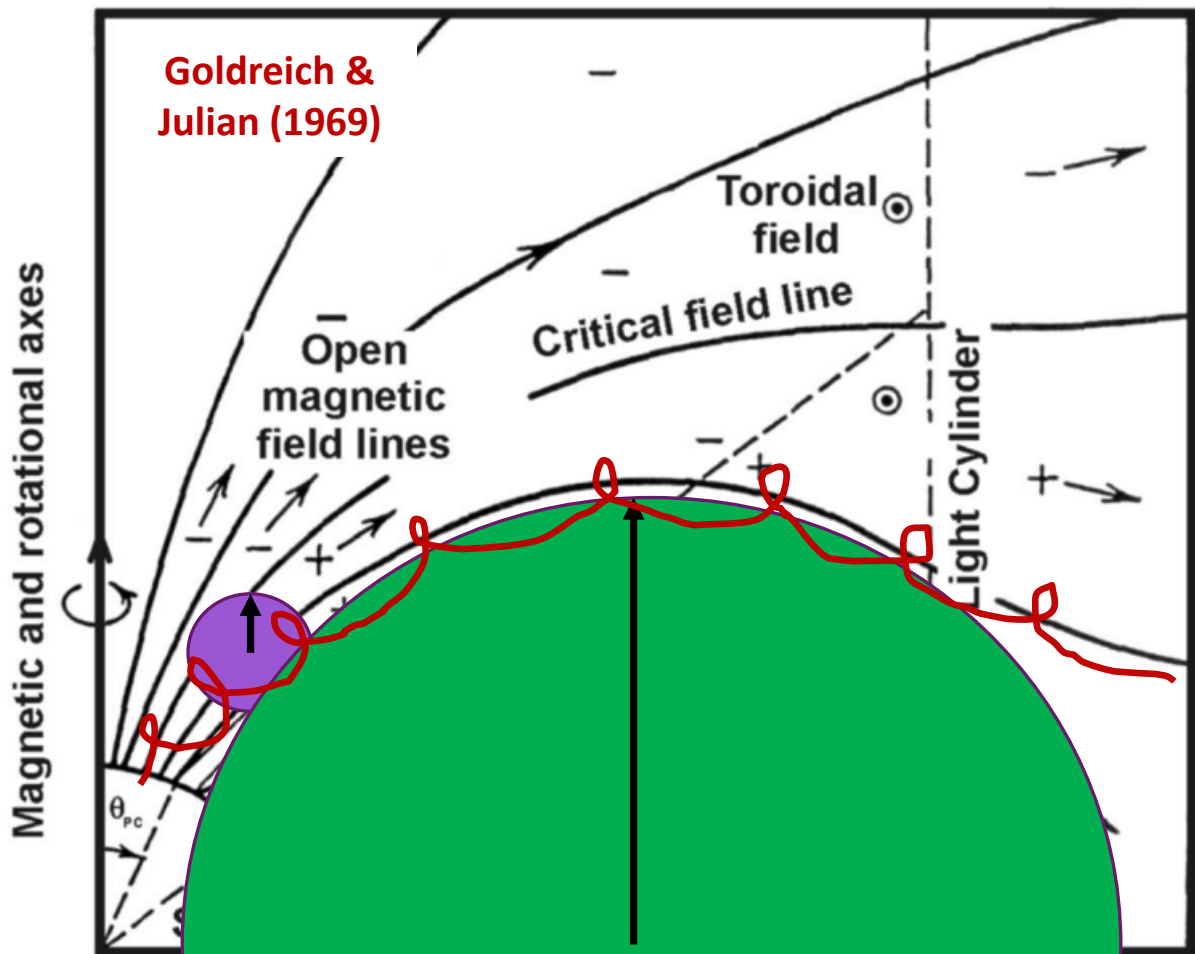 Goldreich &
Julian (1969)
Toroidal
field
Critical field line
Open
magnetic
field lines
Light Cylinder
Magnetic and rotational axes
θPC